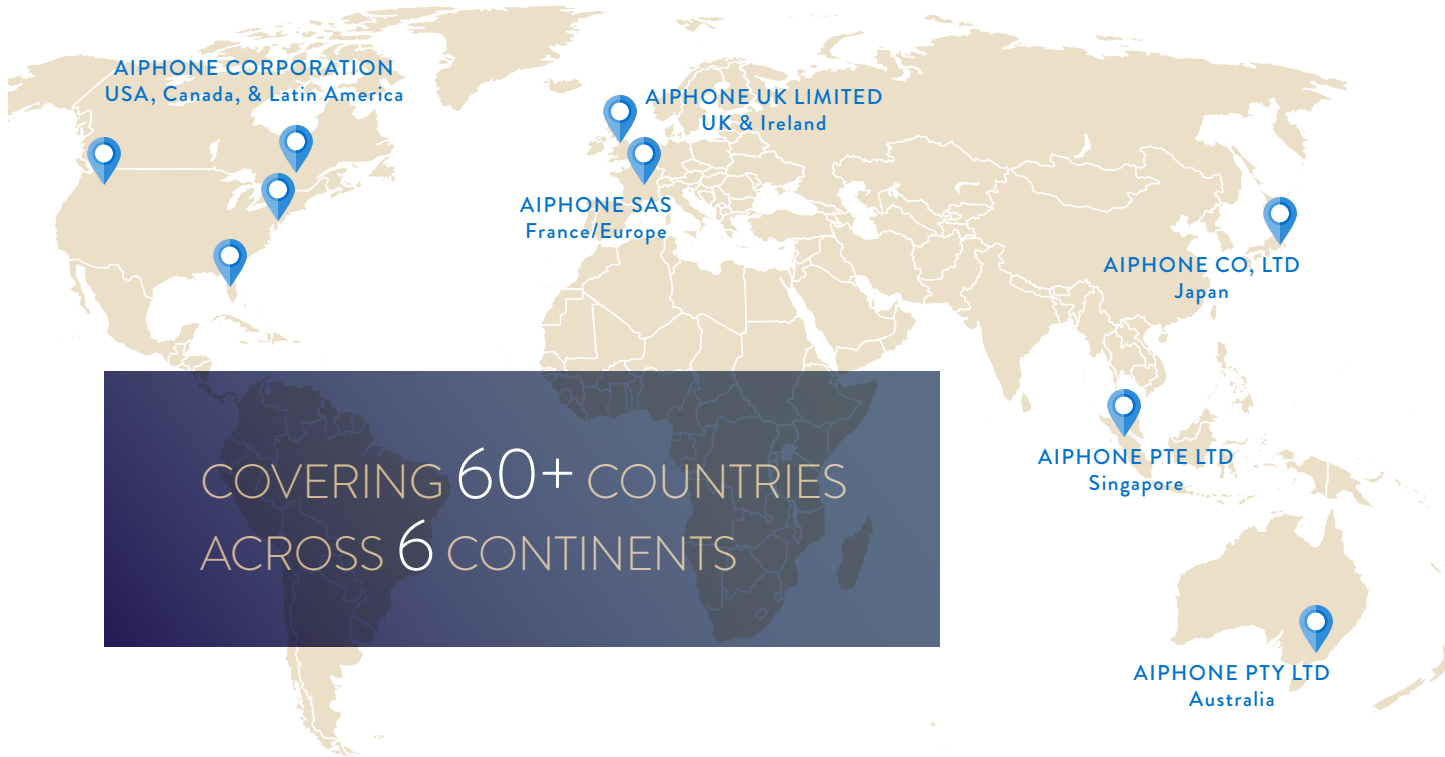 AIPHONE CORPORATION
USA, Canada, & Latin America
AIPHONE UK LIMITED
UK & Ireland
AIPHONE SAS
France/Europe
AIPHONE CO, LTD
Japan
AIPHONE PTE LTD
Singapore
COVERING 60+ COUNTRIES
ACROSS 6 CONTINENTS
AIPHONE PTY LTD
Australia